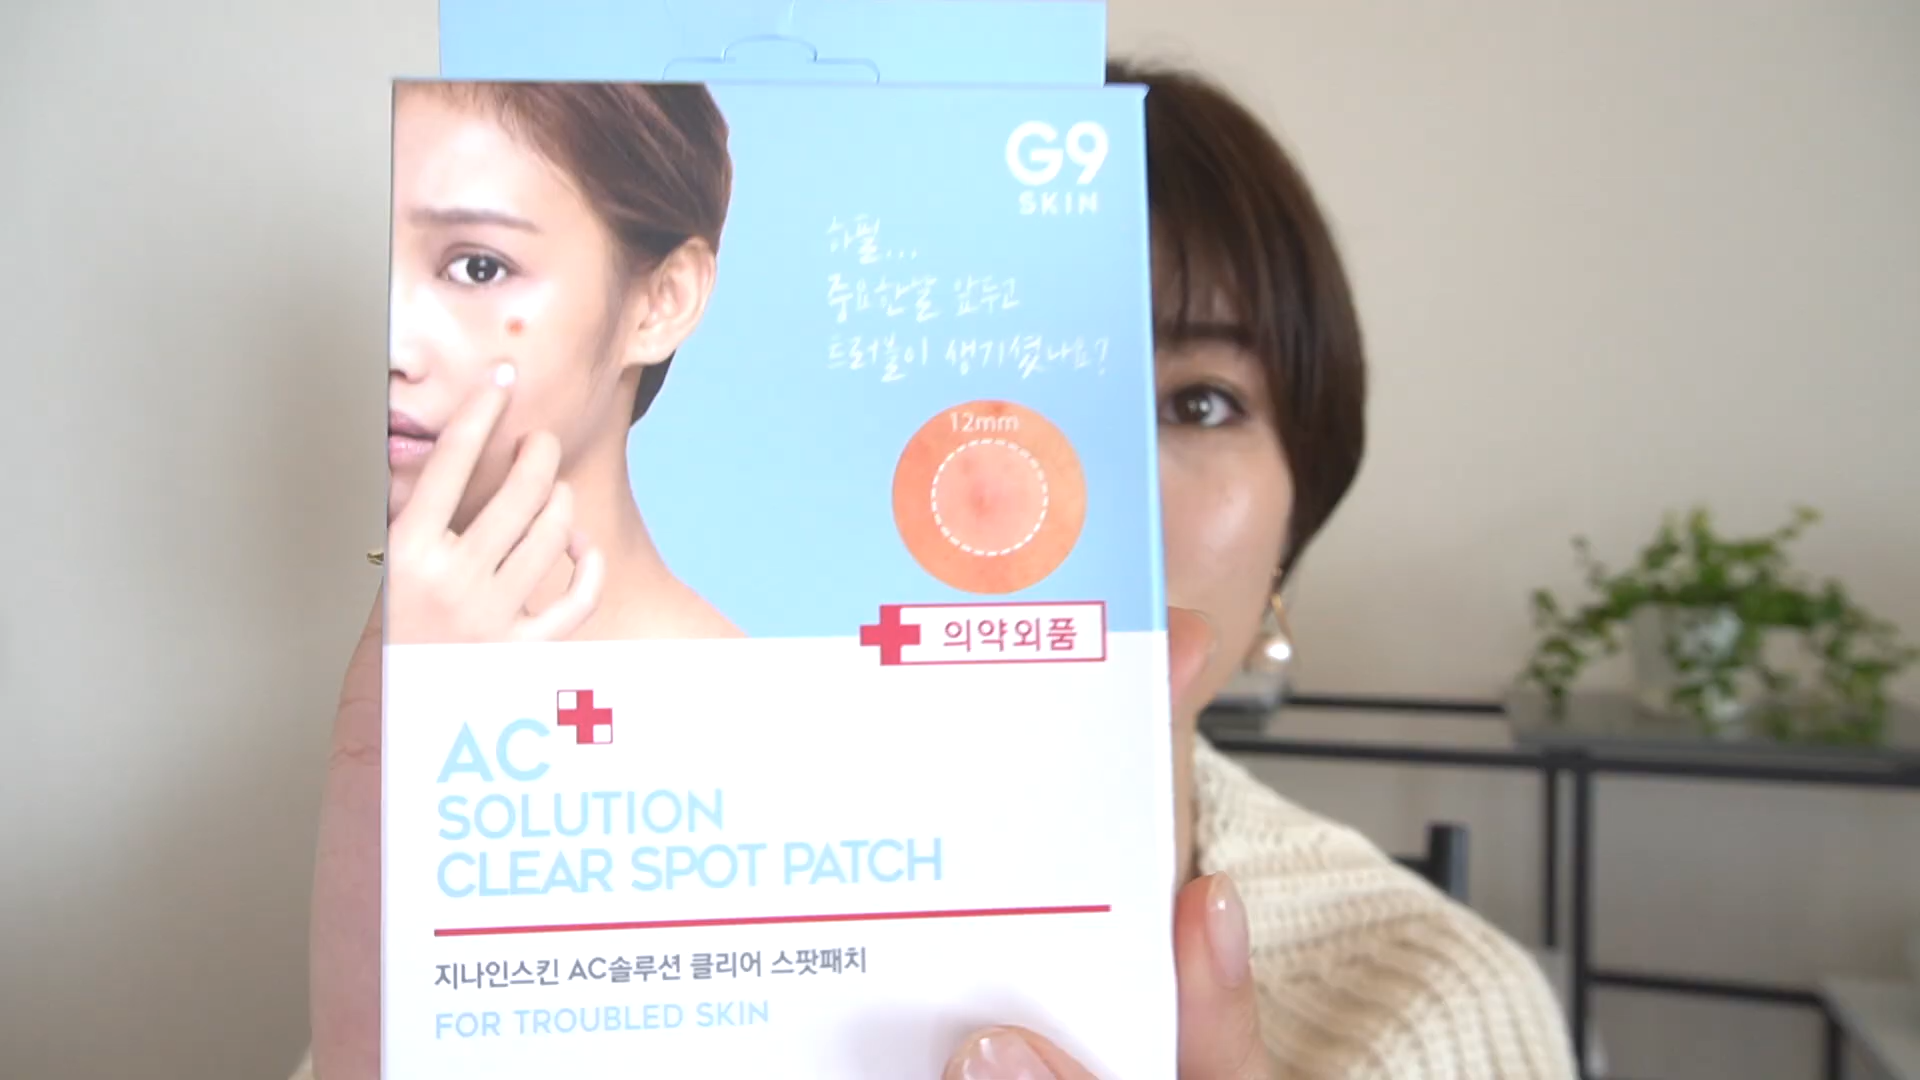 G9
SKIN
하필...
중요한날 앞두고
트러블이 생기셨나요?
12mm
의약외품
AC
SOLUTION
CLEAR SPOT PATCH
지나인스킨 AC솔루션 클리어 스팟패치
FOR TROUBLED SKIN